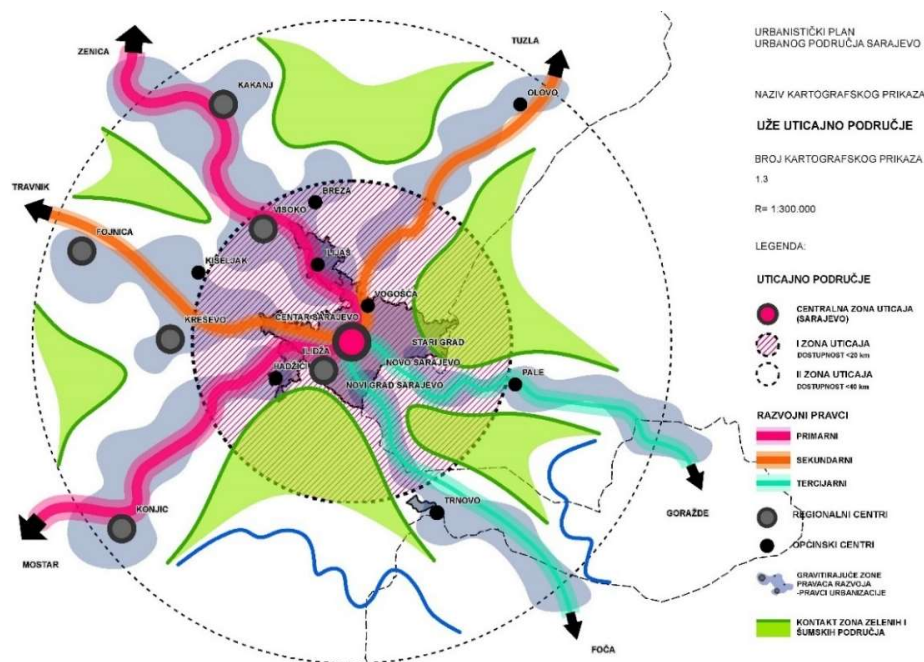 URBANISTIČKI PLAN
URBANOG PODRUČJA SARAJEVO
NAZIV KARTOGRAFSKOG PRIKAZA
UŽE UTICAJNO PODRUČJE
BROJ KARTOGRAFSKOG PRIKAZA
1.3
R= 1:300.000
LEGENDA:
UTICAJNO PODRUČJE
CENTRALNA ZONA UTICAJA
(SARAJEVO)
I ZONA UTICAJA
DOSTUPNOST <20 km
II ZONA UTICAJA
DOSTUPNOST <40 km
RAZVOJNI PRAVCI
PRIMARNI
SEKUNDARNI
TERCIJARNI
REGIONALNI CENTRI
OPĆINSKI CENTRI
GRAVITIRAJUĆE ZONE
PRAVACA RAZVOJA
-PRAVCI URBANIZACIJE
KONTAKT ZONA ZELENIH I
ŠUMSKIH PODRUČJA
ZENICA
TUZLA
KAKANJ
OLOVO
TRAVNIK
BREZA
VISOKO
FOJNICA
ILIJAŠ
KISELJAK
VOGOŠĆA
KREŠEVO
CENTAR SARAJEVO
STARI GRAD
ILIDŽA
NOVO SARAJEVO
HADŽIĆI
NOVI GRAD SARAJEVO
PALE
TRNOVO
GORAŽDE
KONJIC
MOSTAR
FOČA